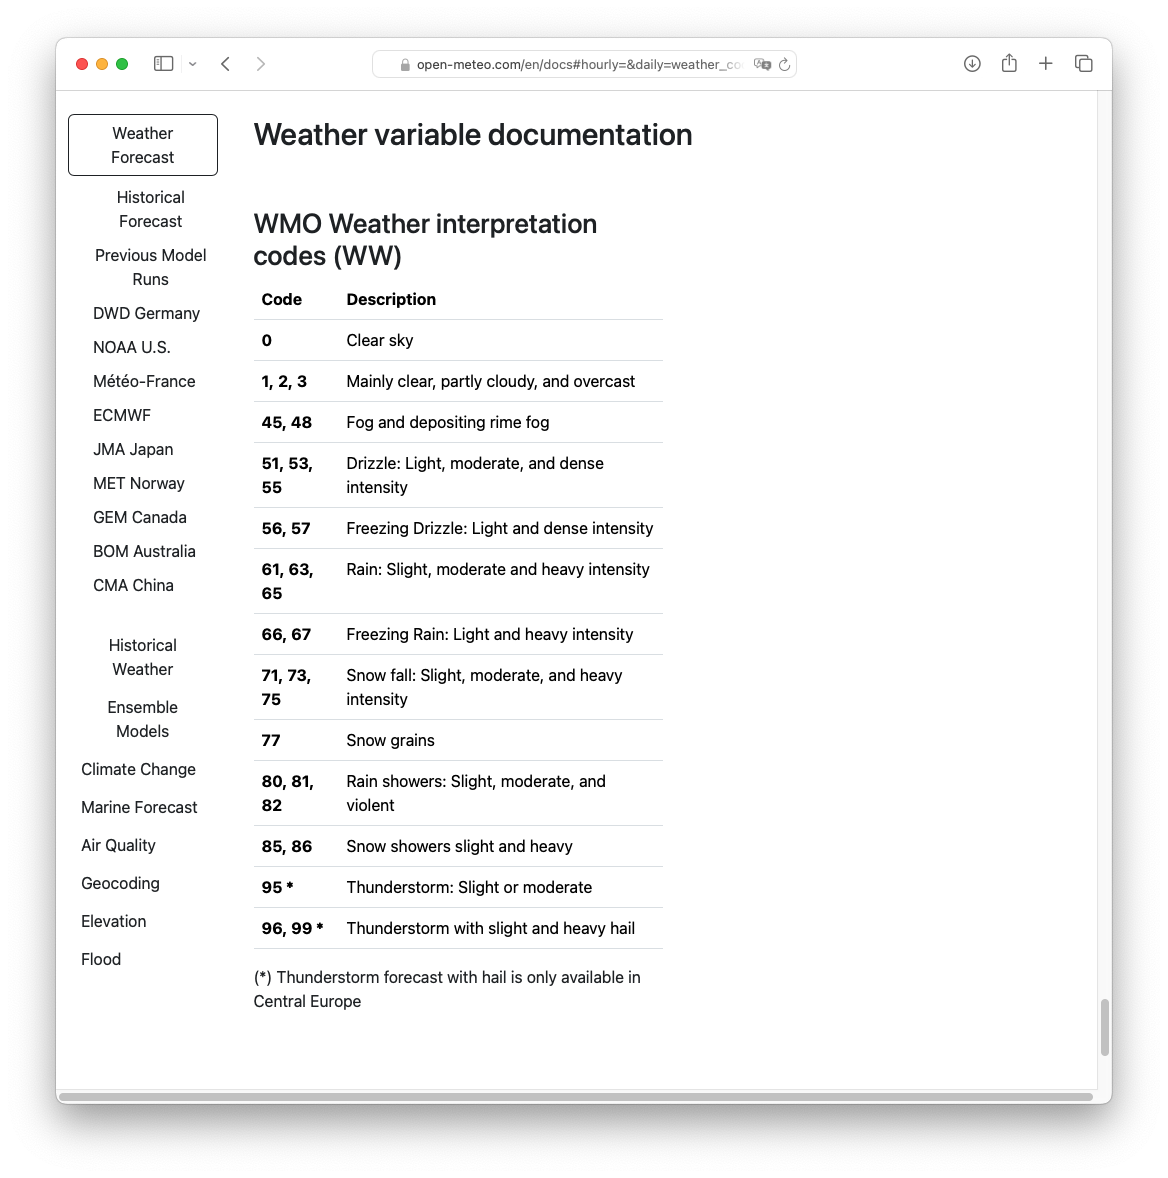 open-meteo.com/en/docs#hourly=&daily=weather_co
Weather
Forecast
Historical
Forecast
Previous Model
Runs
DWD Germany
NOAA U.S.
Météo-France
ECMWF
JMA Japan
MET Norway
GEM Canada
BOM Australia
CMA China
Historical
Weather
Ensemble
Models
Climate Change
Marine Forecast
Air Quality
Geocoding
Elevation
Flood
Weather variable documentation
WMO Weather interpretation
codes (WW)
Code Description
0 Clear sky
1, 2, 3 Mainly clear, partly cloudy, and overcast
45, 48 Fog and depositing rime fog
51, 53, Drizzle: Light, moderate, and dense
55 intensity
56, 57 Freezing Drizzle: Light and dense intensity
61, 63, Rain: Slight, moderate and heavy intensity
65
66, 67 Freezing Rain: Light and heavy intensity
71, 73, Snow fall: Slight, moderate, and heavy
75 intensity
77 Snow grains
80, 81, Rain showers: Slight, moderate, and
82 violent
85, 86 Snow showers slight and heavy
95 * Thunderstorm: Slight or moderate
96, 99 * Thunderstorm with slight and heavy hail
(*) Thunderstorm forecast with hail is only available in
Central Europe